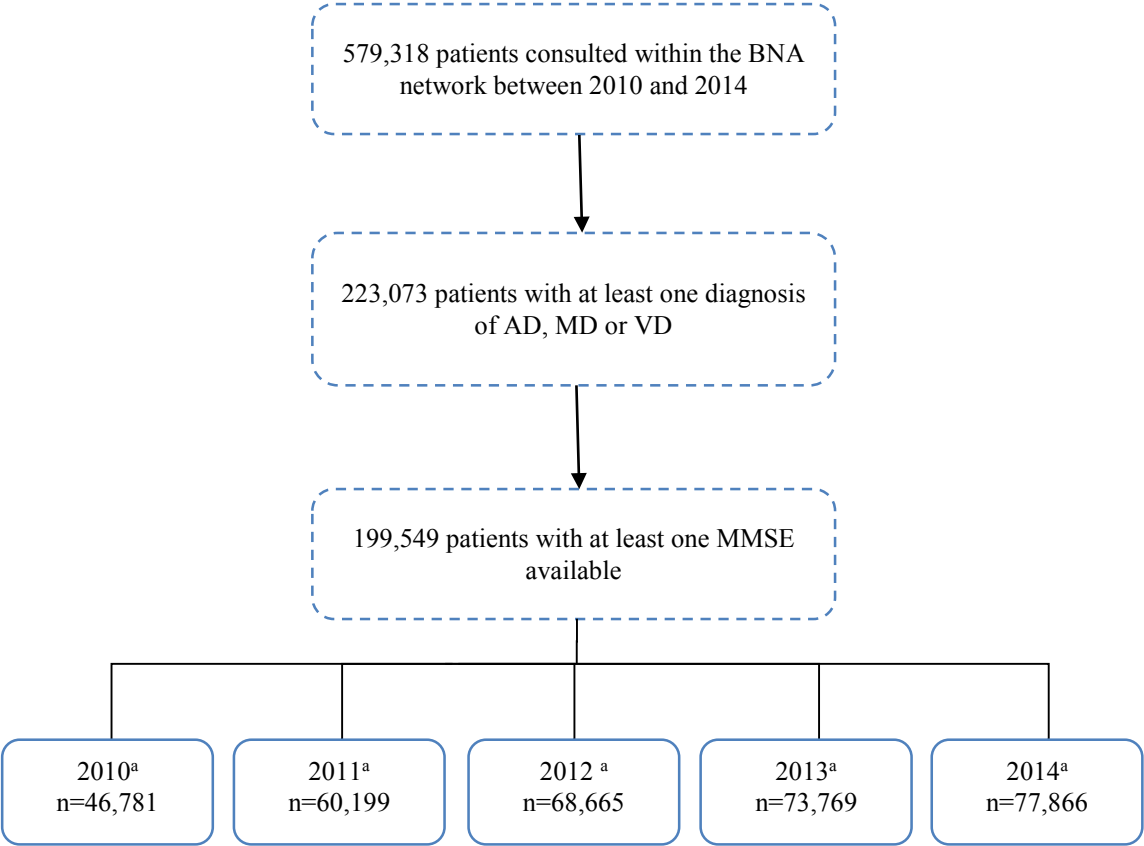 579,318 patients consulted within the BNA
network between 2010 and 2014
223,073 patients with at least one diagnosis
of AD, MD or VD
199,549 patients with at least one MMSE
available
2010ᵃ
n=46,781
2011ᵃ
n=60,199
2012 ᵃ
n=68,665
2013ᵃ
n=73,769
2014ᵃ
n=77,866